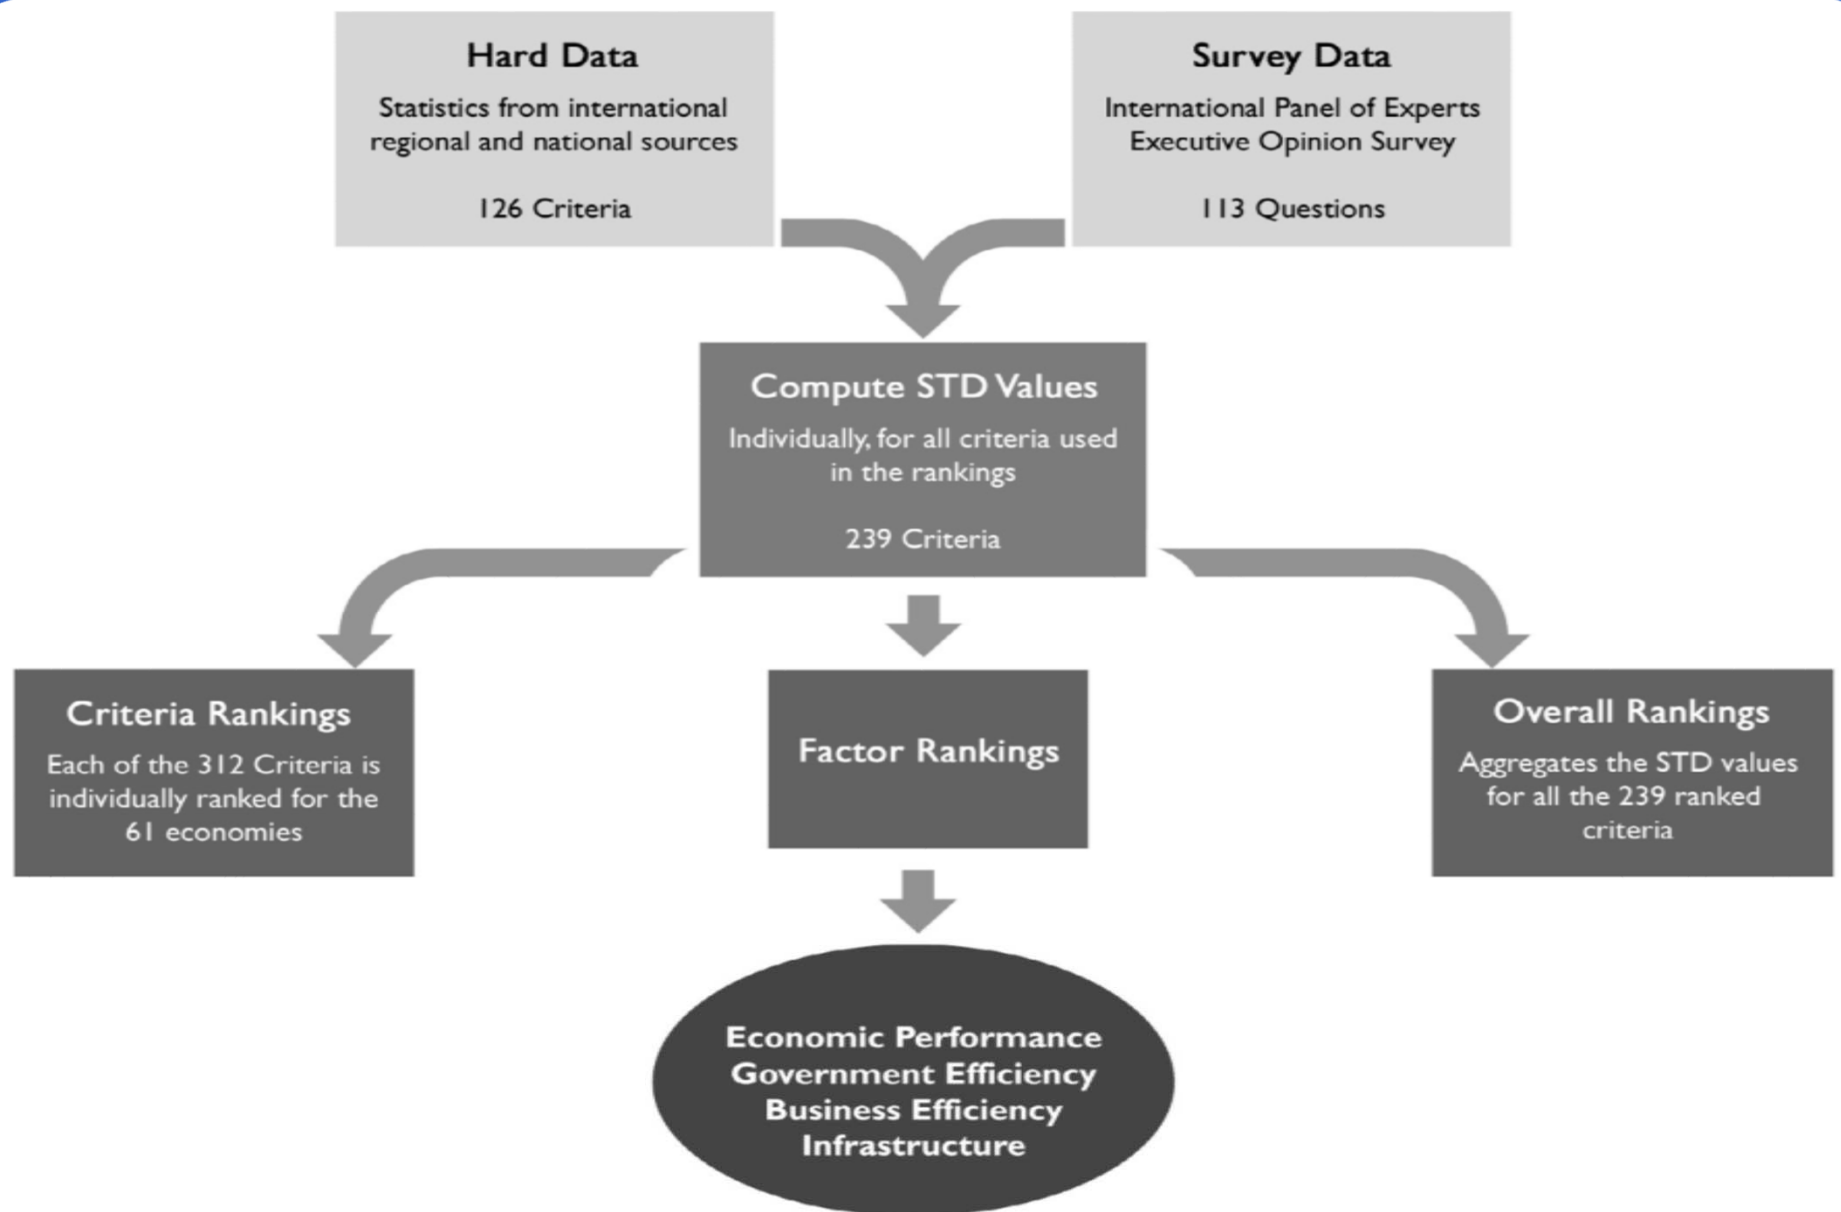 Hard Data
Statistics from international
regional and national sources
126 Criteria
Survey Data
International Panel of Experts
Executive Opinion Survey
113 Questions
Compute STD Values
Individually, for all criteria used
in the rankings
239 Criteria
Criteria Rankings
Each of the 312 Criteria is
individually ranked for the
61 economies
Factor Rankings
Overall Rankings
Aggregates the STD values
for all the 239 ranked
criteria
Economic Performance
Government Efficiency
Business Efficiency
Infrastructure